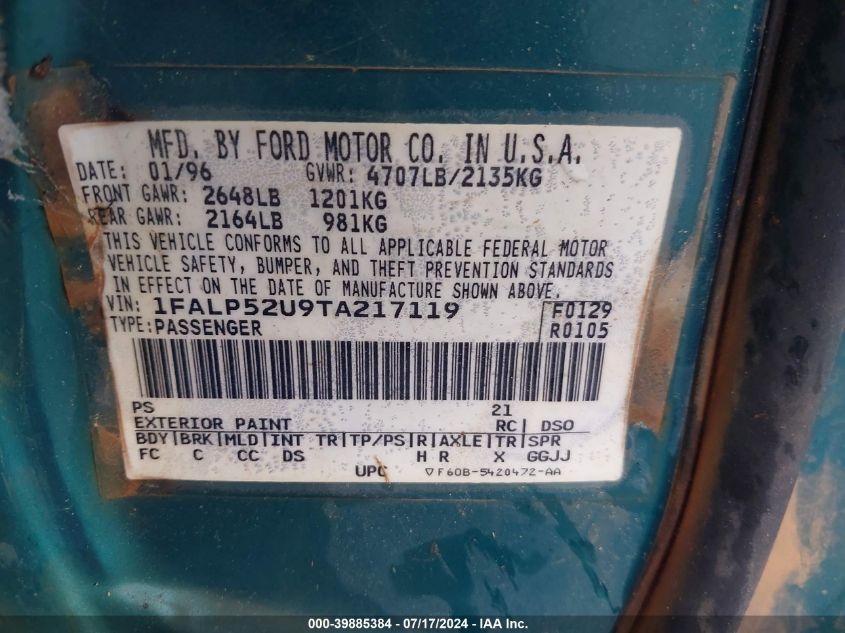 MFD. BY FORD MOTOR CO. IN U.S.A.
DATE: 01/96 GVWR: 4707LB/2135KG
FRONT GAWR: 2648LB 1201KG
REAR GAWR: 2164LB 981KG
THIS VEHICLE CONFORMS TO ALL APPLICABLE FEDERAL MOTOR
VEHICLE SAFETY, BUMPER, AND THEFT PREVENTION STANDARDS
IN EFFECT ON THE DATE OF MANUFACTURE SHOWN ABOVE.
VIN: 1FALP52U9TA217119 F0129
TYPE: PASSENGER R0105
PS 21
EXTERIOR PAINT RC| DSO
BDY|BRK|MLD|INT TR|TP/PS|R|AXLE|TR|SPR
FC C CC DS H R X GGJJ
UPC ▽F60B-5420472-AA
000-39885384 - 07/17/2024 - IAA Inc.